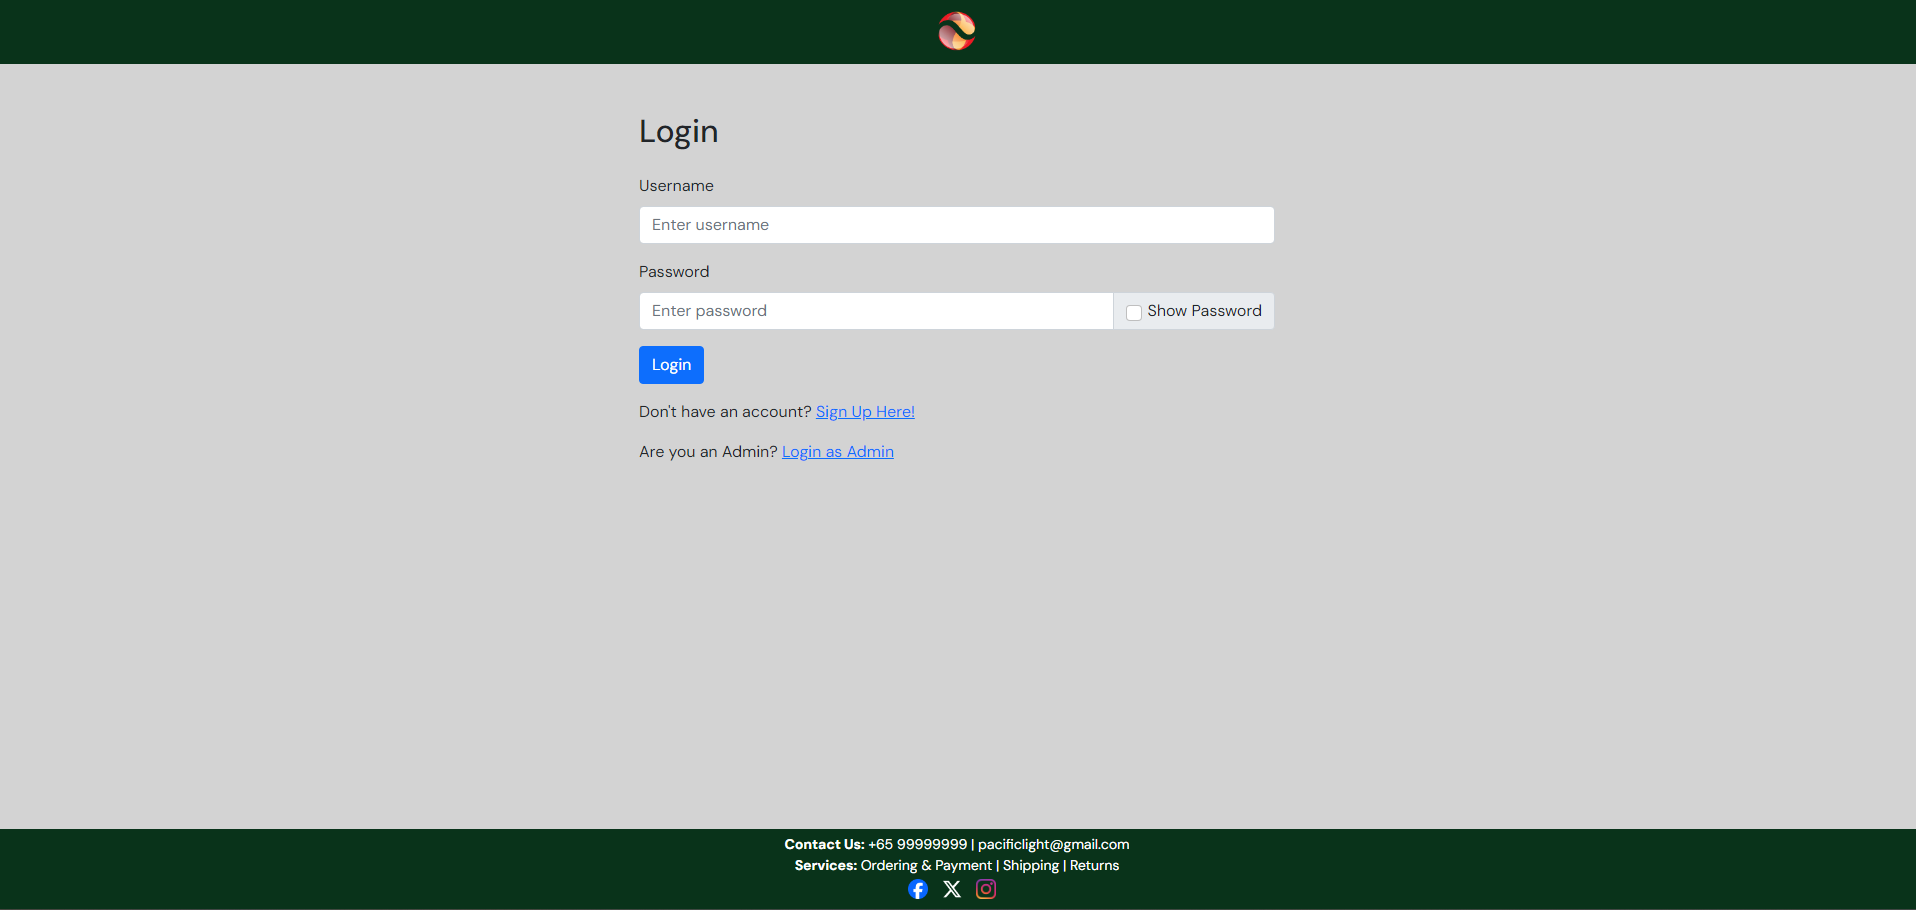 Login
Username
Enter username
Password
Enter password
Show Password
Login
Don't have an account? Sign Up Here!
Are you an Admin? Login as Admin
Contact Us: +65 99999999 | pacificlight@gmail.com
Services: Ordering & Payment | Shipping | Returns